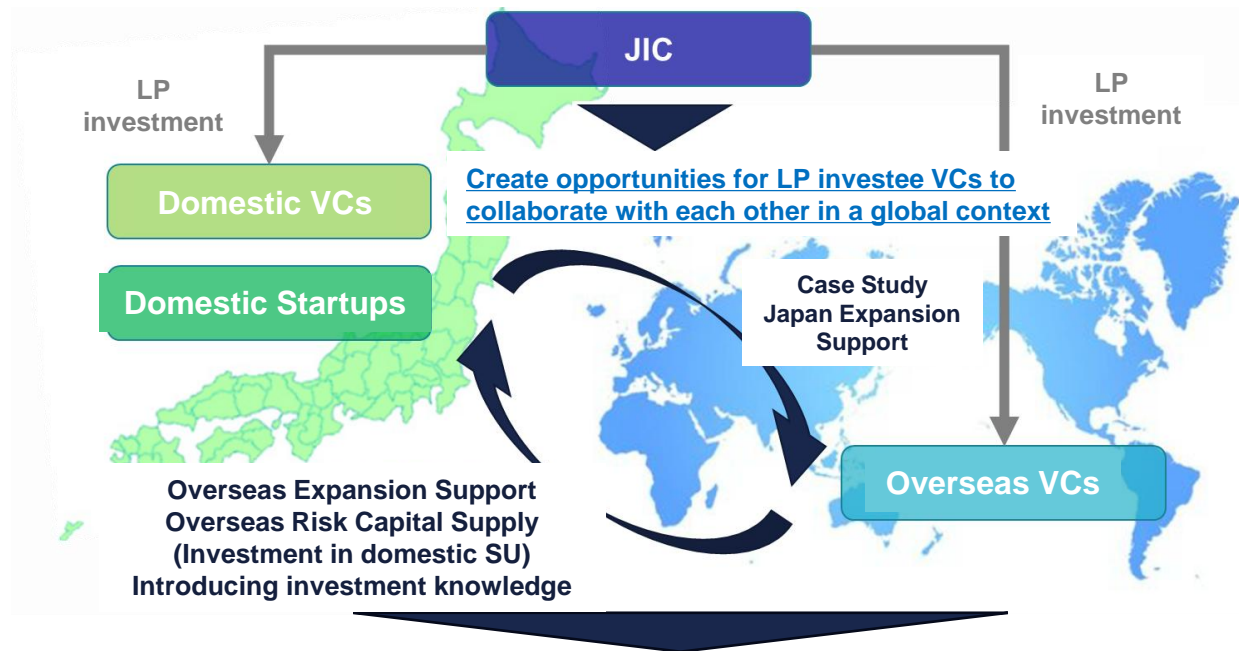 JIC
LP
investment
LP
investment
Domestic VCs
Create opportunities for LP investee VCs to
collaborate with each other in a global context
Domestic Startups
Case Study
Japan Expansion
Support
Overseas VCs
Overseas Expansion Support
Overseas Risk Capital Supply
(Investment in domestic SU)
Introducing investment knowledge